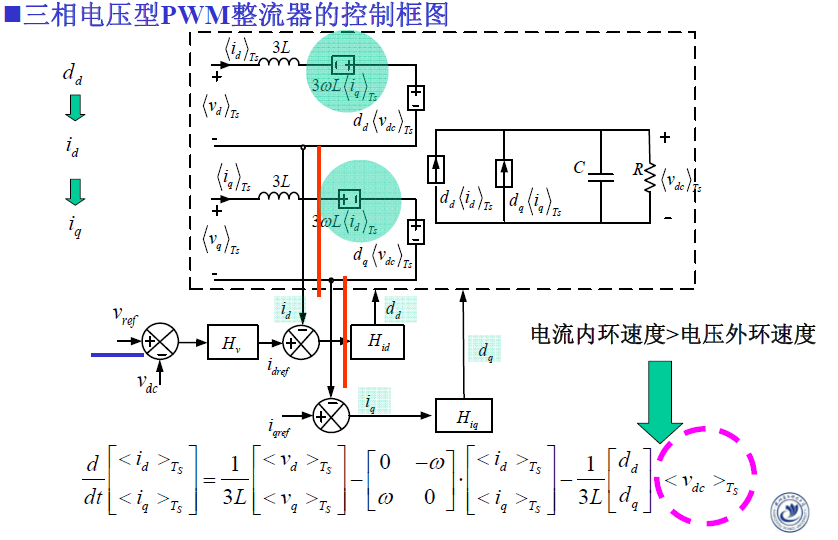 ■三相电压型PWM整流器的控制框图
d_d
i_d
i_q
⟨i_d⟩_Ts 3L
+ 3ωL⟨i_q⟩_Ts
⟨v_d⟩_Ts
-
d_d⟨v_dc⟩_Ts
⟨i_q⟩_Ts 3L
+ 3ωL⟨i_d⟩_Ts
⟨v_q⟩_Ts
-
d_q⟨v_dc⟩_Ts
d_d⟨i_d⟩_Ts d_q⟨i_q⟩_Ts C R + ⟨v_dc⟩_Ts -
v_ref + - v_dc H_v i_dref + - i_d H_id d_d
i_qref + - i_q H_iq d_q
电流内环速度>电压外环速度
d/dt [<i_d>_TS <i_q>_TS] = 1/3L [<v_d>_TS <v_q>_TS] - [0 -ω ω 0]·[<i_d>_TS <i_q>_TS] - 1/3L [d_d d_q] <v_dc>_TS